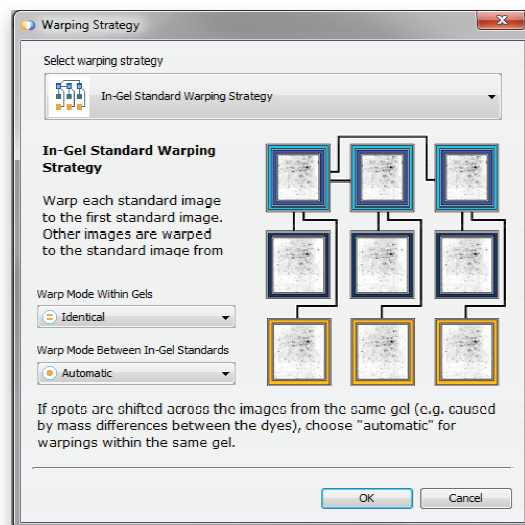 Warping Strategy
Select warping strategy
In-Gel Standard Warping Strategy
In-Gel Standard Warping
Strategy
Warp each standard image
to the first standard image.
Other images are warped
to the standard image from
Warp Mode Within Gels
Identical
Warp Mode Between In-Gel Standards
Automatic
If spots are shifted across the images from the same gel (e.g. caused
by mass differences between the dyes), choose "automatic" for
warpings within the same gel.
OK
Cancel